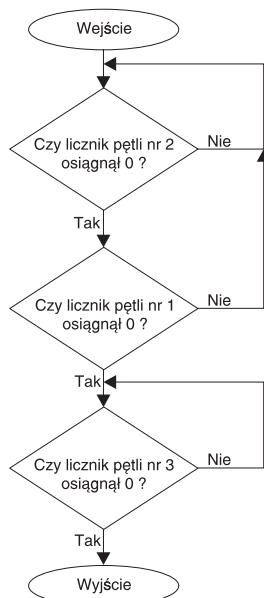 Wejście
Czy licznik pętli nr 2
osiągnął 0 ?
Nie
Tak
Czy licznik pętli nr 1
osiągnął 0 ?
Nie
Tak
Czy licznik pętli nr 3
osiągnął 0 ?
Nie
Tak
Wyjście